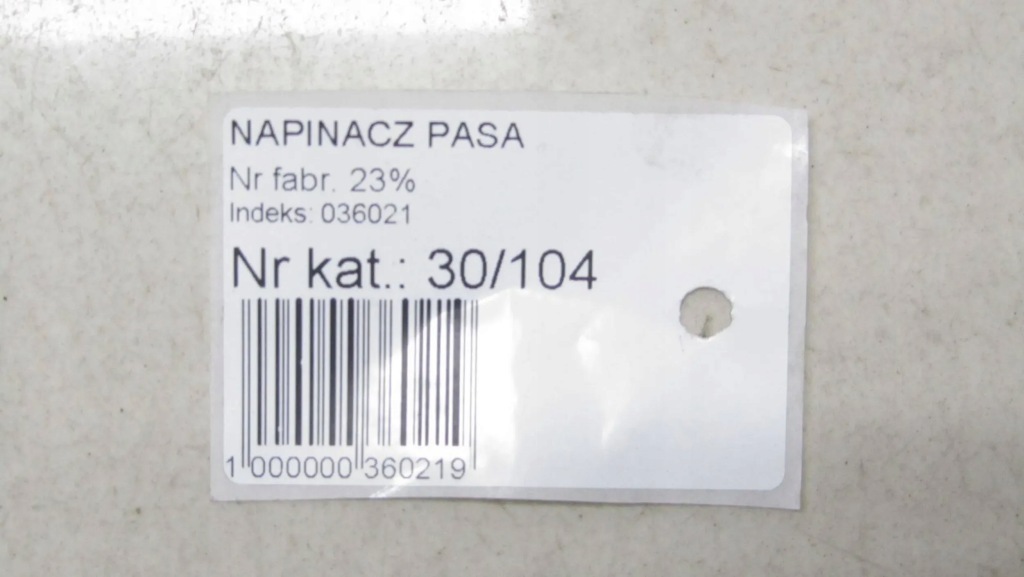 NAPINACZ PASA
Nr fabr. 23%
Indeks: 036021
Nr kat.: 30/104
1 000000 360219